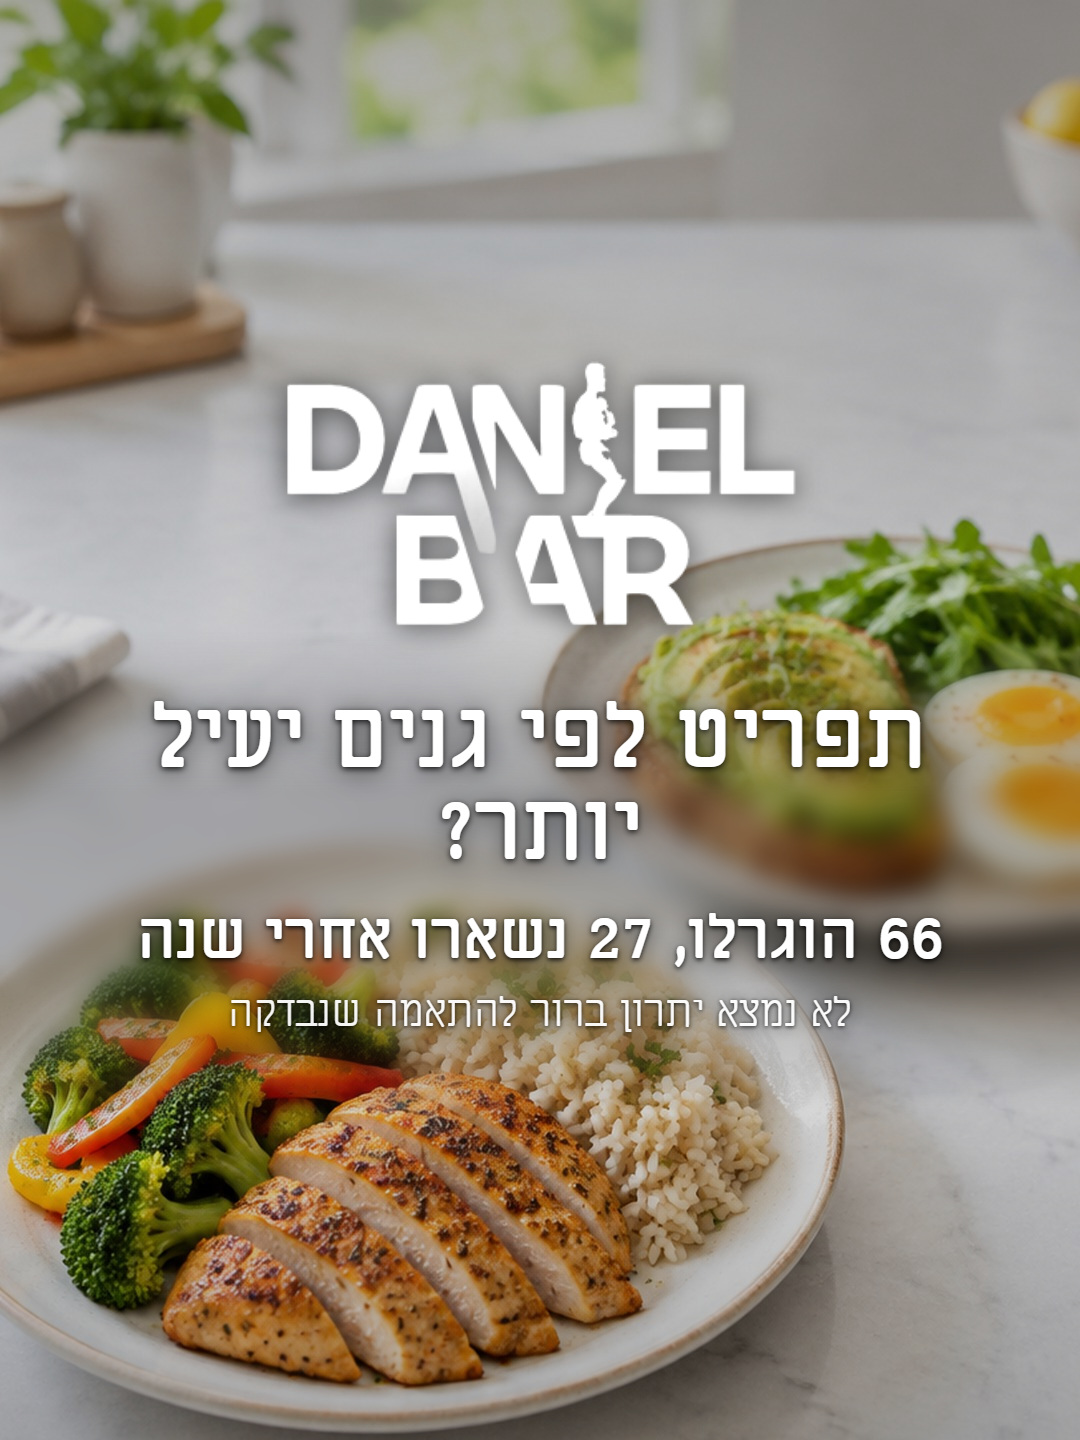 DANIEL
BAR
תפריט לפי גנים יעיל
יותר?
66 הוגרלו, 27 נשארו אחרי שנה
לא נמצא יתרון ברור להתאמה שנבדקה